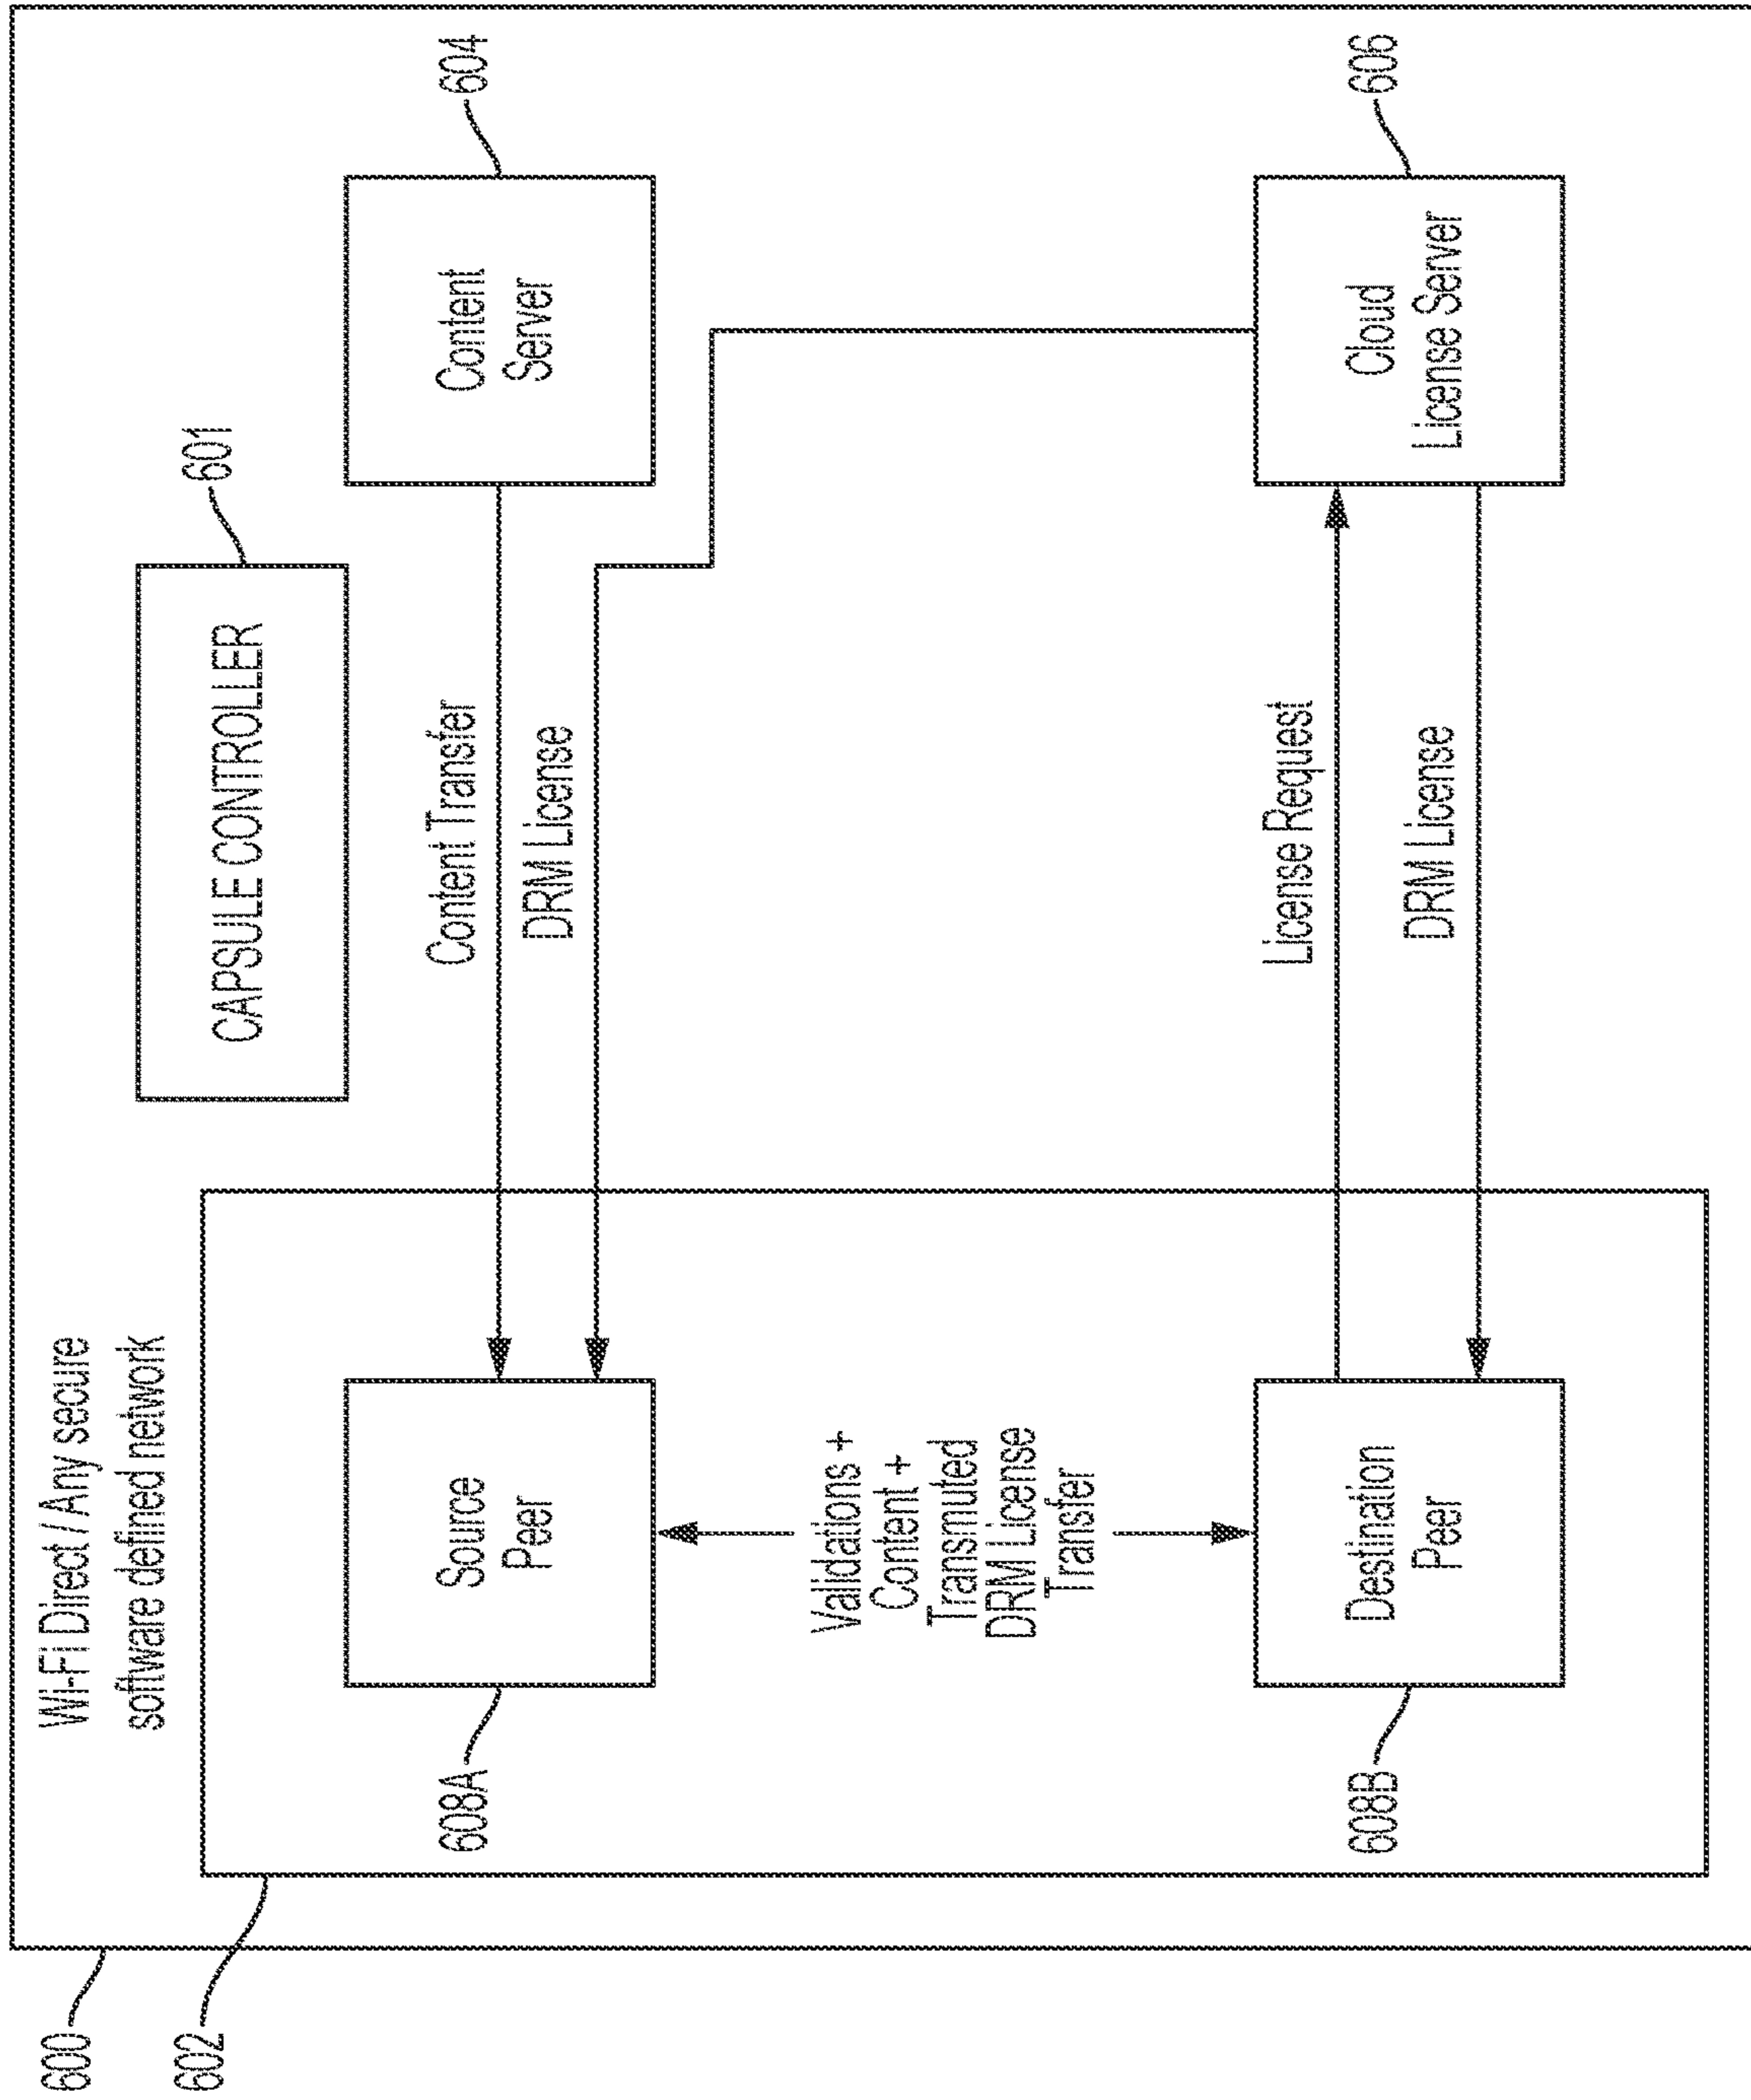 600
602
Wi-Fi Direct / Any secure
software defined network
601
CAPSULE CONTROLLER
604
Content
Server
Content Transfer
DRM License
608A
Source
Peer
Validations +
Content +
Transmuted
DRM License
Transfer
608B
Destination
Peer
License Request
DRM License
606
Cloud
License Server